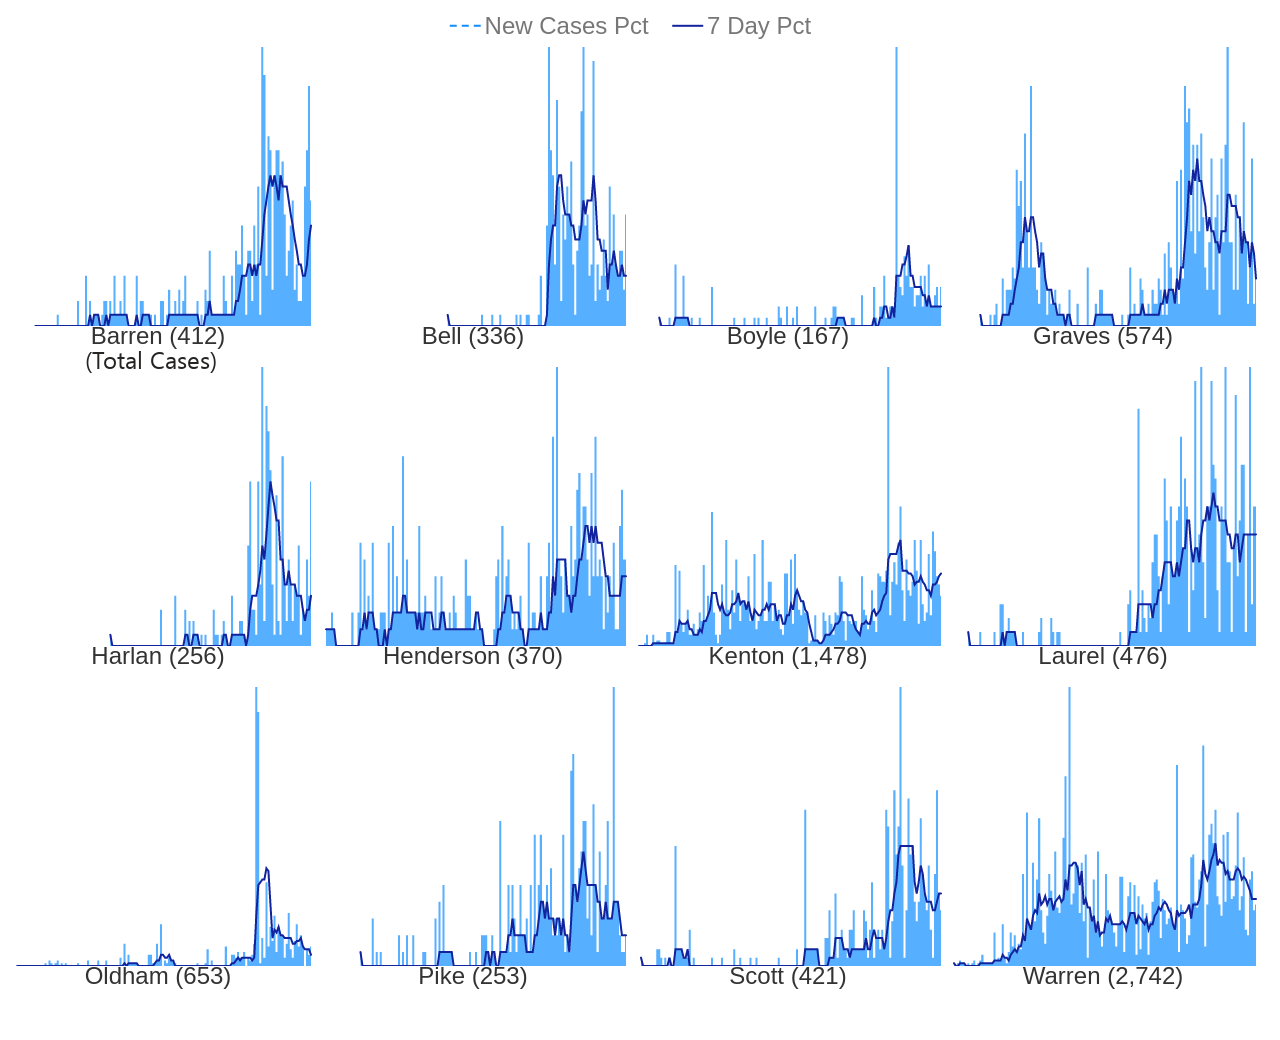 New Cases Pct 7 Day Pct
Barren (412) Bell (336) Boyle (167) Graves (574)
(Total Cases)
Harlan (256) Henderson (370) Kenton (1,478) Laurel (476)
Oldham (653) Pike (253) Scott (421) Warren (2,742)